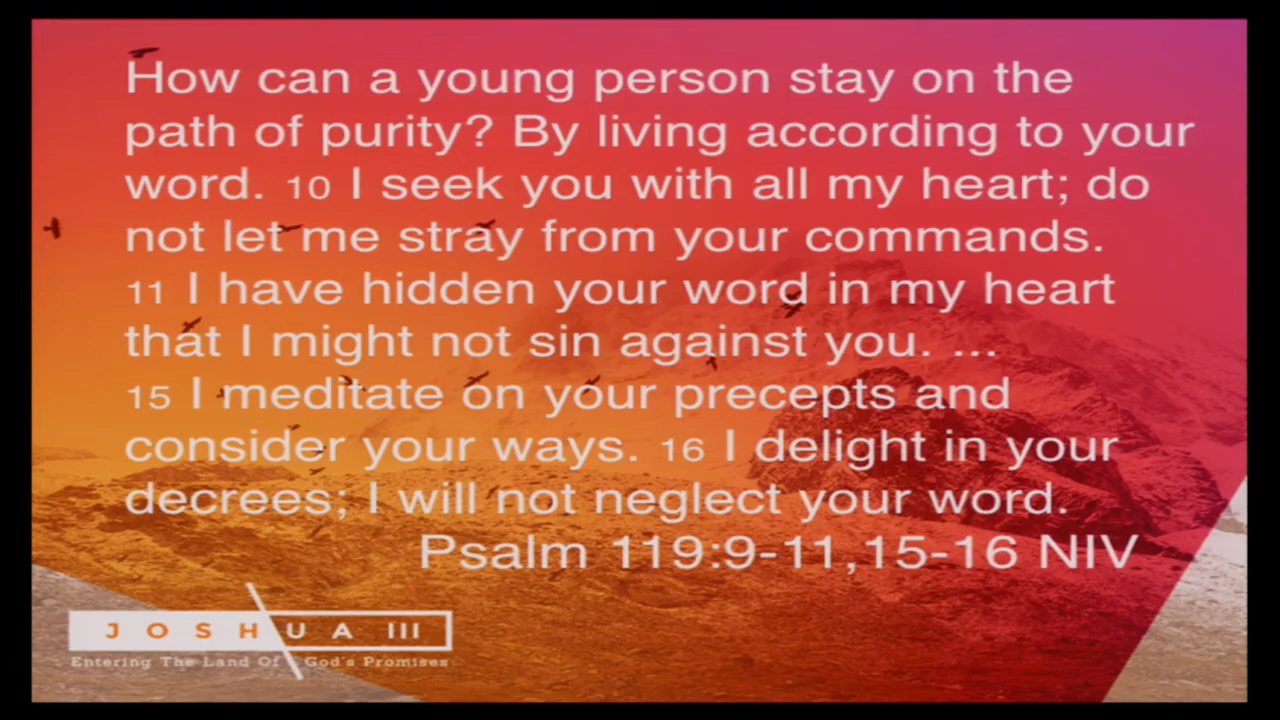 How can a young person stay on the
path of purity? By living according to your
word. 10 I seek you with all my heart; do
not let me stray from your commands.
11 I have hidden your word in my heart
that I might not sin against you. ...
15 I meditate on your precepts and
consider your ways. 16 I delight in your
decrees; I will not neglect your word.
Psalm 119:9-11,15-16 NIV
JOSHUA III
Entering The Land Of God's Promises